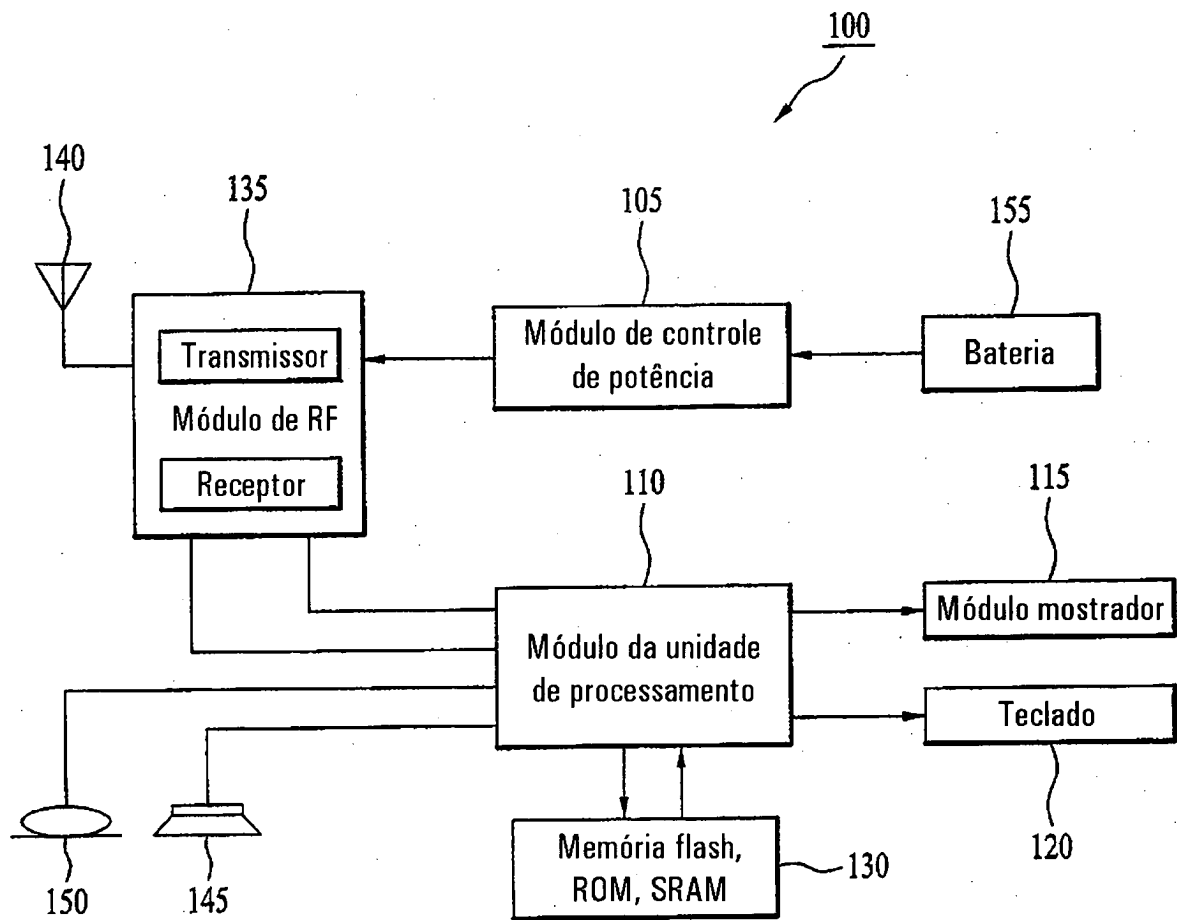 100
140
135
105
155
Transmissor
Módulo de RF
Receptor
Módulo de controle
de potência
Bateria
110
115
Módulo da unidade
de processamento
Módulo mostrador
Teclado
150
145
Memória flash,
ROM, SRAM
130
120